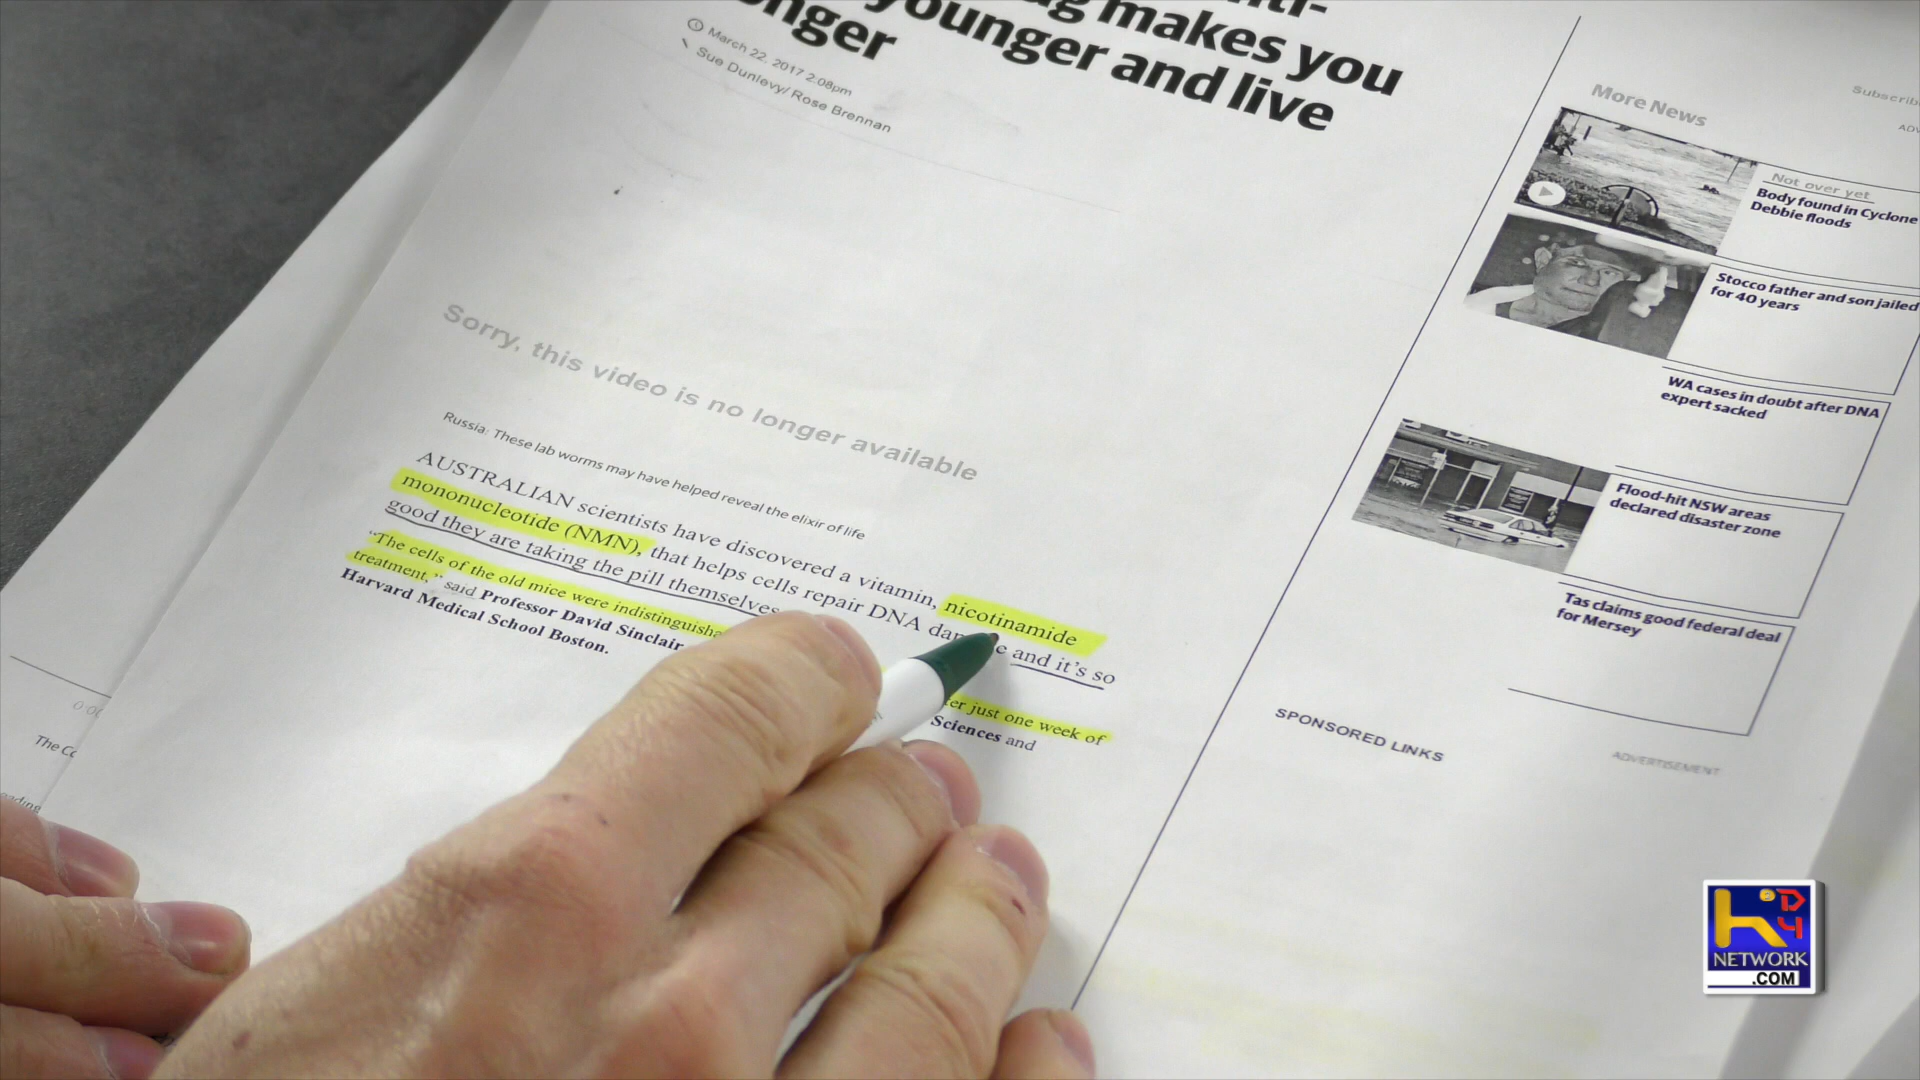 makes you
younger and live
nger
March 22, 2017 2.08pm
Sue Dunlevy/ Rose Brennan
Sorry, this video is no longer available
Russia: These lab worms may have helped reveal the elixir of life
AUSTRALIAN scientists have discovered a vitamin, nicotinamide
mononucleotide (NMN), that helps cells repair DNA and it's so
good they are taking the pill themselves
"The cells of the old mice were just one week of
treatment," said Professor David Sinclair Sciences and
Harvard Medical School Boston.
More News
Not over yet
Body found in Cyclone
Debbie floods
Stocco father and son jailed
for 40 years
WA cases in doubt after DNA
expert sacked
Flood-hit NSW areas
declared disaster zone
Tas claims good federal deal
for Mersey
SPONSORED LINKS
ADVERTISEMENT
The
K D
4
NETWORK
.COM